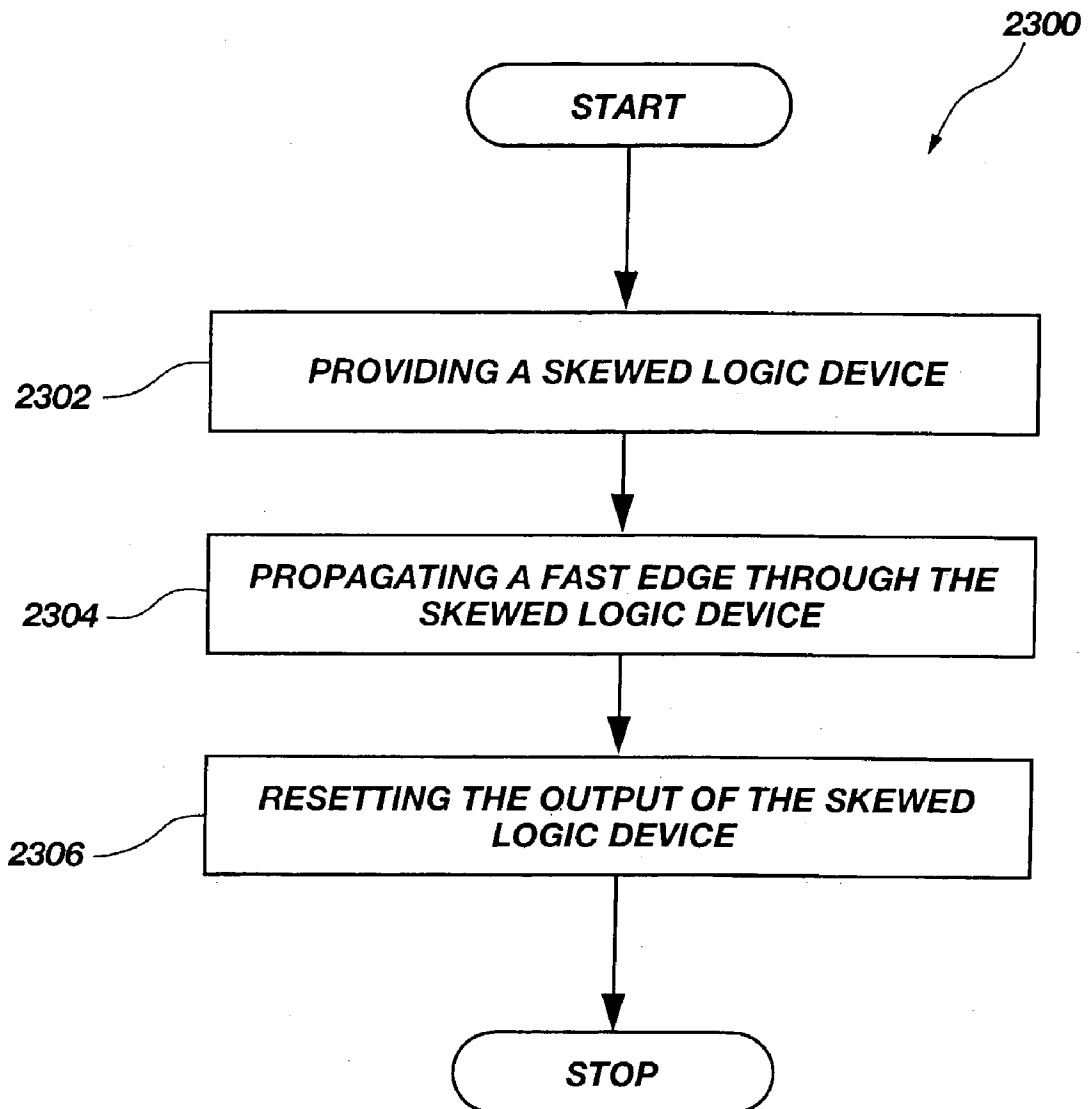 2300
START
PROVIDING A SKEWED LOGIC DEVICE
2302
PROPAGATING A FAST EDGE THROUGH THE
SKEWED LOGIC DEVICE
2304
RESETTING THE OUTPUT OF THE SKEWED
LOGIC DEVICE
2306
STOP